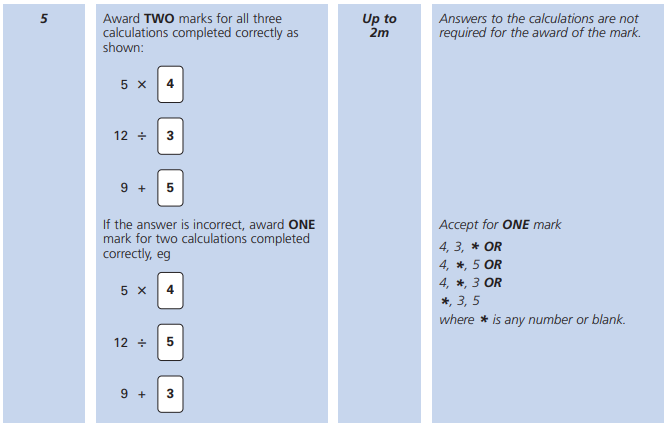 5
Award TWO marks for all three
calculations completed correctly as
shown:
5 × 4
12 ÷ 3
9 + 5
If the answer is incorrect, award ONE
mark for two calculations completed
correctly, eg
5 × 4
12 ÷ 5
9 + 3
Up to
2m
Answers to the calculations are not
required for the award of the mark.
Accept for ONE mark
4, 3, * OR
4, *, 5 OR
4, *, 3 OR
*, 3, 5
where * is any number or blank.